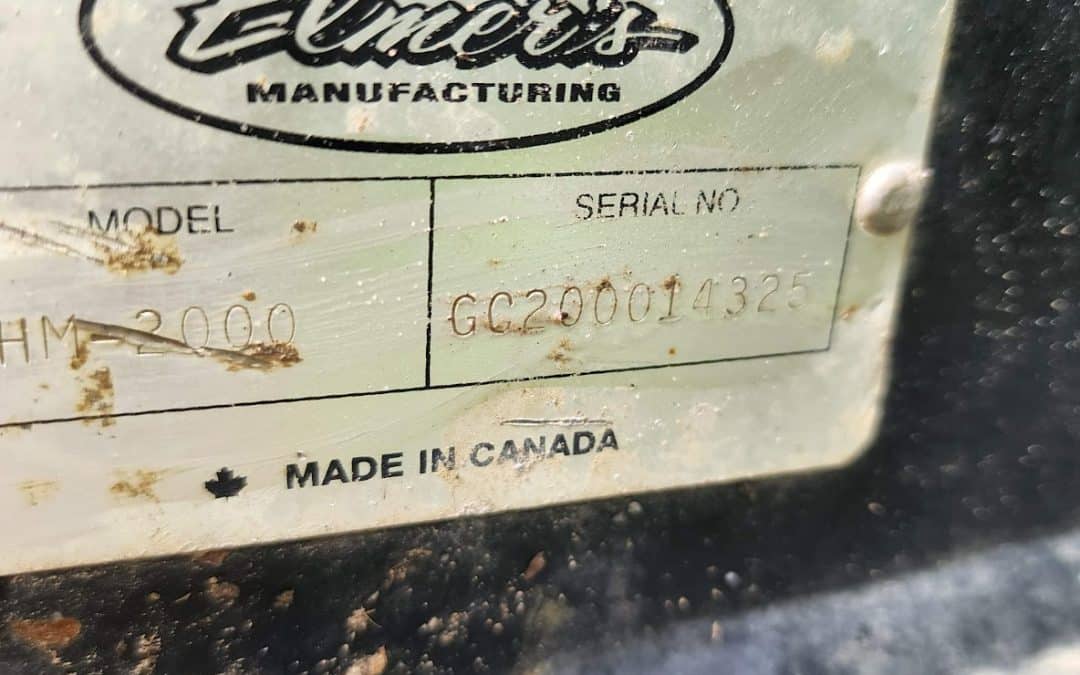 Elmer's
MANUFACTURING
MODEL
SERIAL NO
HM-2000
GC200014325
MADE IN CANADA